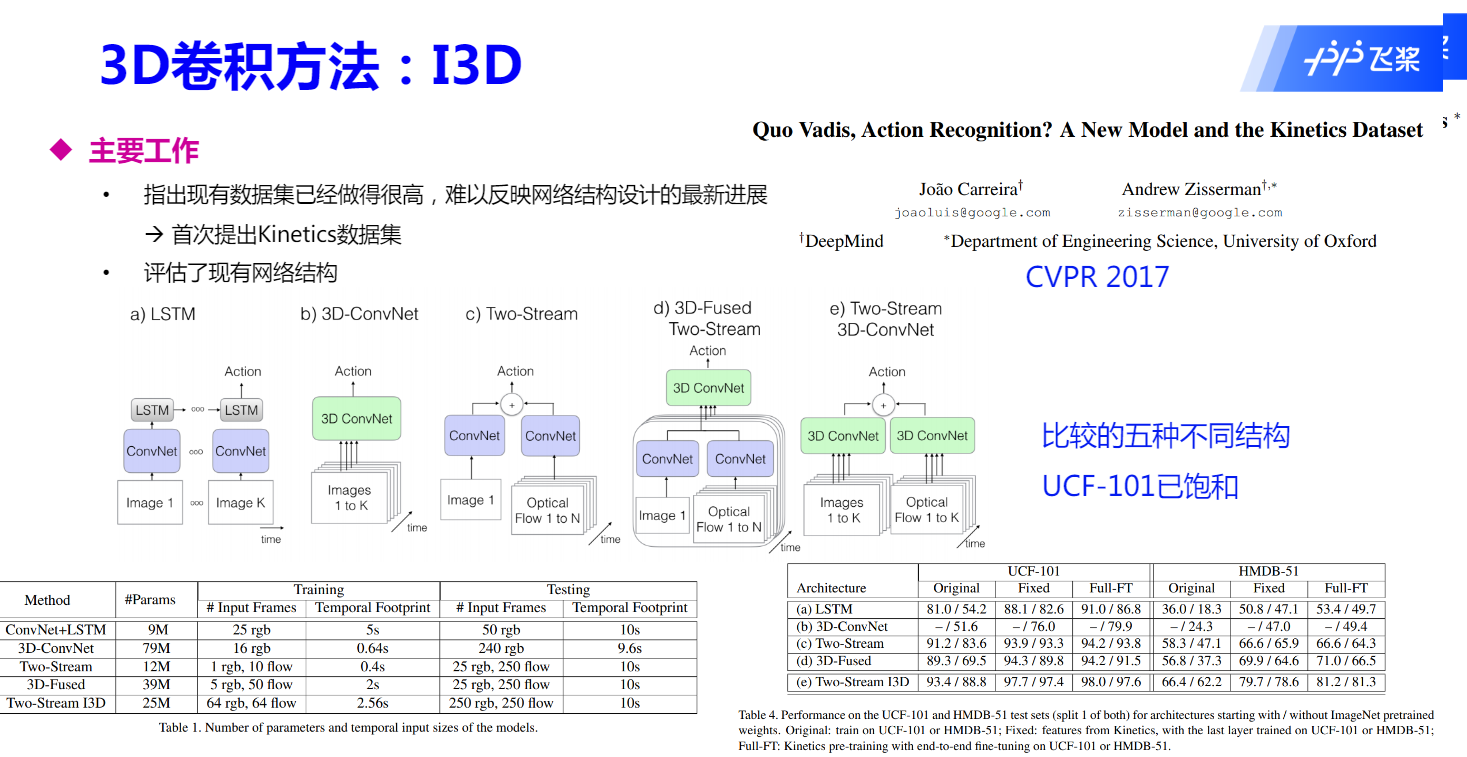 3D卷积方法：I3D
飞桨
主要工作
• 指出现有数据集已经做得很高，难以反映网络结构设计的最新进展
→ 首次提出Kinetics数据集
• 评估了现有网络结构
Quo Vadis, Action Recognition? A New Model and the Kinetics Dataset
s *
João Carreira†
Andrew Zisserman†,*
joaoluis@google.com
zisserman@google.com
†DeepMind
*Department of Engineering Science, University of Oxford
CVPR 2017
a) LSTM
Action
LSTM ooo LSTM
ConvNet ooo ConvNet
Image 1 ooo Image K
time
b) 3D-ConvNet
Action
3D ConvNet
Images
1 to K
time
c) Two-Stream
Action
+
ConvNet ConvNet
Image 1
Optical
Flow 1 to N
time
d) 3D-Fused
Two-Stream
Action
3D ConvNet
ConvNet ConvNet
Image 1
Optical
Flow 1 to N
time
e) Two-Stream
3D-ConvNet
Action
+
3D ConvNet 3D ConvNet
Images
1 to K
Optical
Flow 1 to K
time
比较的五种不同结构
UCF-101已饱和
Method #Params Training Testing
# Input Frames Temporal Footprint # Input Frames Temporal Footprint
ConvNet+LSTM 9M 25 rgb 5s 50 rgb 10s
3D-ConvNet 79M 16 rgb 0.64s 240 rgb 9.6s
Two-Stream 12M 1 rgb, 10 flow 0.4s 25 rgb, 250 flow 10s
3D-Fused 39M 5 rgb, 50 flow 2s 25 rgb, 250 flow 10s
Two-Stream I3D 25M 64 rgb, 64 flow 2.56s 250 rgb, 250 flow 10s
Table 1. Number of parameters and temporal input sizes of the models.
UCF-101 HMDB-51
Architecture Original Fixed Full-FT Original Fixed Full-FT
(a) LSTM 81.0 / 54.2 88.1 / 82.6 91.0 / 86.8 36.0 / 18.3 50.8 / 47.1 53.4 / 49.7
(b) 3D-ConvNet – / 51.6 – / 76.0 – / 79.9 – / 24.3 – / 47.0 – / 49.4
(c) Two-Stream 91.2 / 83.6 93.9 / 93.3 94.2 / 93.8 58.3 / 47.1 66.6 / 65.9 66.6 / 64.3
(d) 3D-Fused 89.3 / 69.5 94.3 / 89.8 94.2 / 91.5 56.8 / 37.3 69.9 / 64.6 71.0 / 66.5
(e) Two-Stream I3D 93.4 / 88.8 97.7 / 97.4 98.0 / 97.6 66.4 / 62.2 79.7 / 78.6 81.2 / 81.3
Table 4. Performance on the UCF-101 and HMDB-51 test sets (split 1 of both) for architectures starting with / without ImageNet pretrained
weights. Original: train on UCF-101 or HMDB-51; Fixed: features from Kinetics, with the last layer trained on UCF-101 or HMDB-51;
Full-FT: Kinetics pre-training with end-to-end fine-tuning on UCF-101 or HMDB-51.